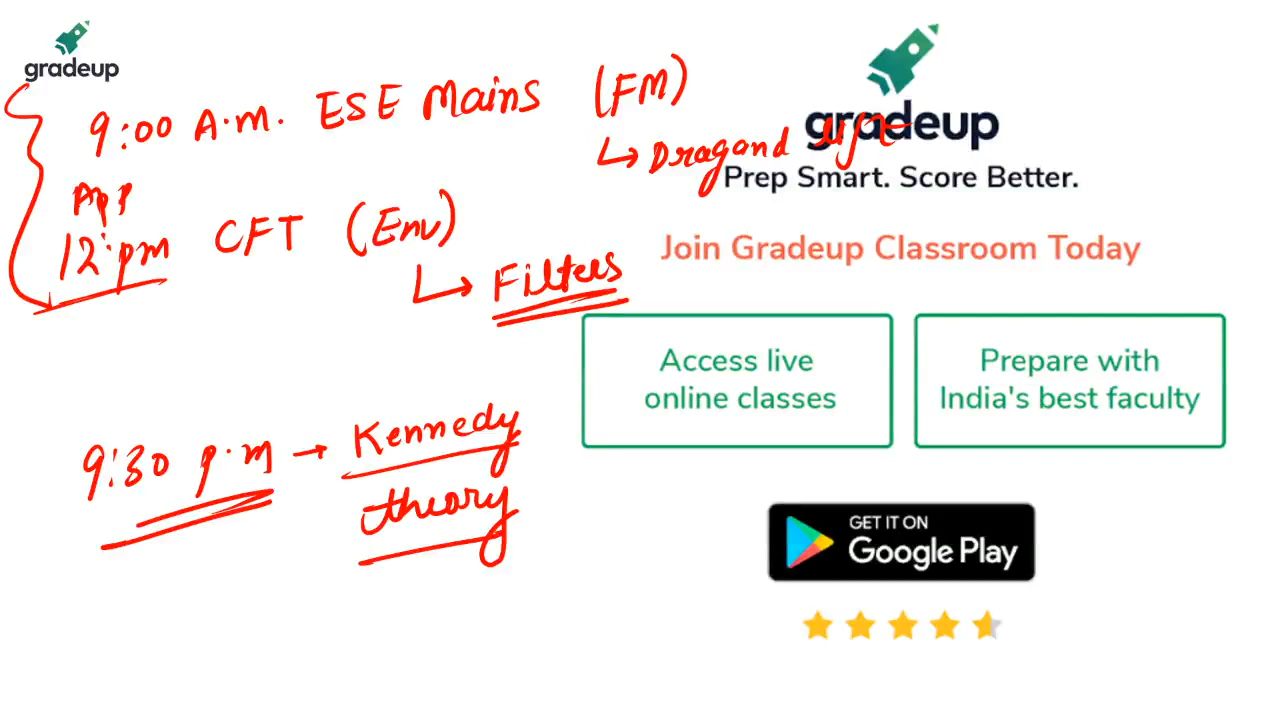 gradeup
9:00 A.m. ESE Mains (FM)
↳ Dragand lift
App
12:pm CFT (Env)
↳ Filters
9:30 p.m → Kennedy
theory
gradeup
Prep Smart. Score Better.
Join Gradeup Classroom Today
Access live
online classes
Prepare with
India's best faculty
GET IT ON
Google Play